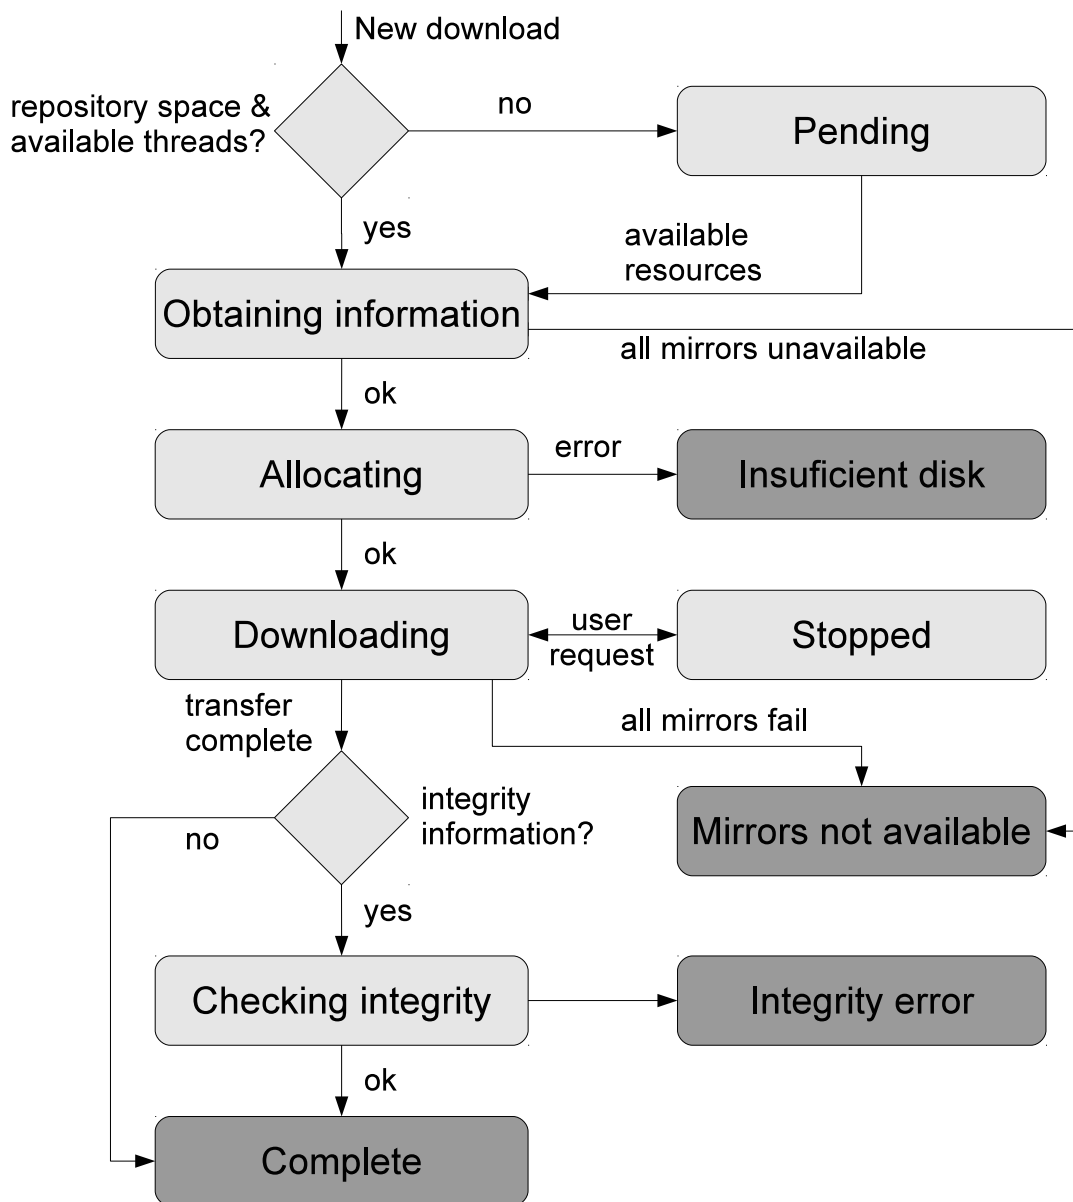 New download
repository space &
available threads?
no
Pending
yes
available
resources
Obtaining information
all mirrors unavailable
ok
Allocating
error
Insuficient disk
ok
Downloading
user
request
Stopped
transfer
complete
all mirrors fail
integrity
information?
no
Mirrors not available
yes
Checking integrity
Integrity error
ok
Complete